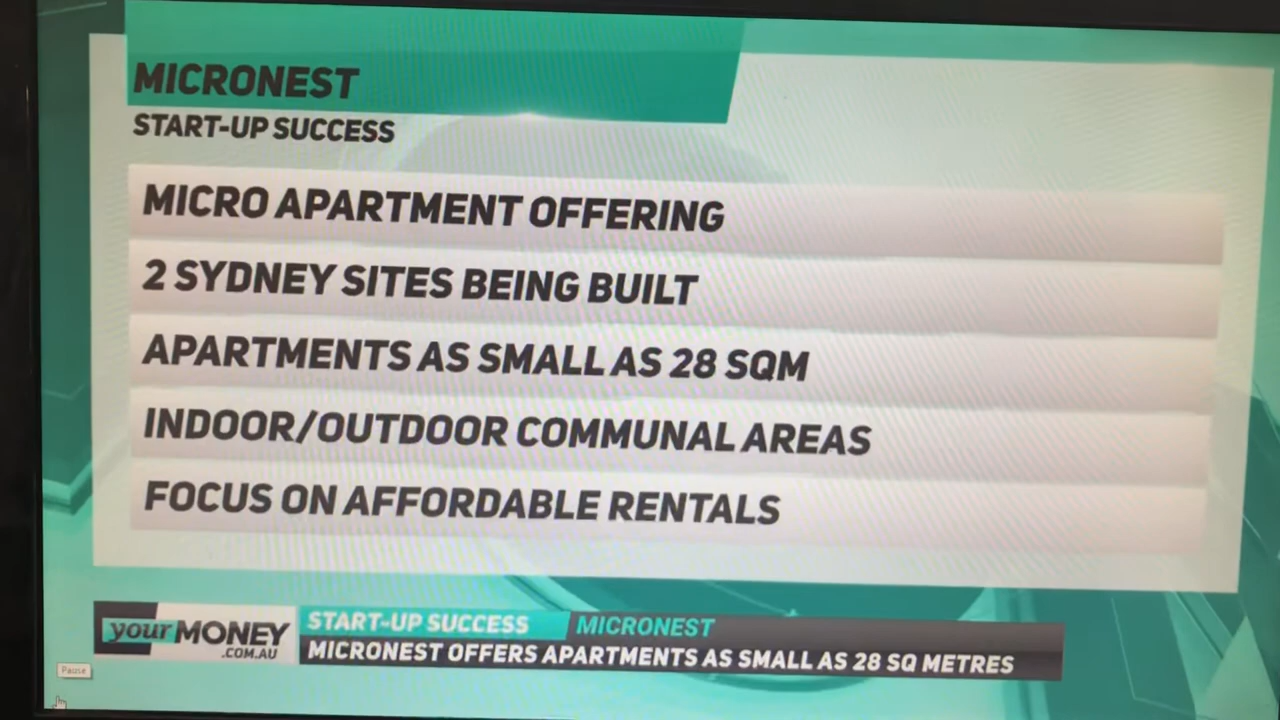 MICRONEST
START-UP SUCCESS
MICRO APARTMENT OFFERING
2 SYDNEY SITES BEING BUILT
APARTMENTS AS SMALL AS 28 SQM
INDOOR/OUTDOOR COMMUNAL AREAS
FOCUS ON AFFORDABLE RENTALS
your MONEY
.COM.AU
START-UP SUCCESS MICRONEST
MICRONEST OFFERS APARTMENTS AS SMALL AS 28 SQ METRES
Pause